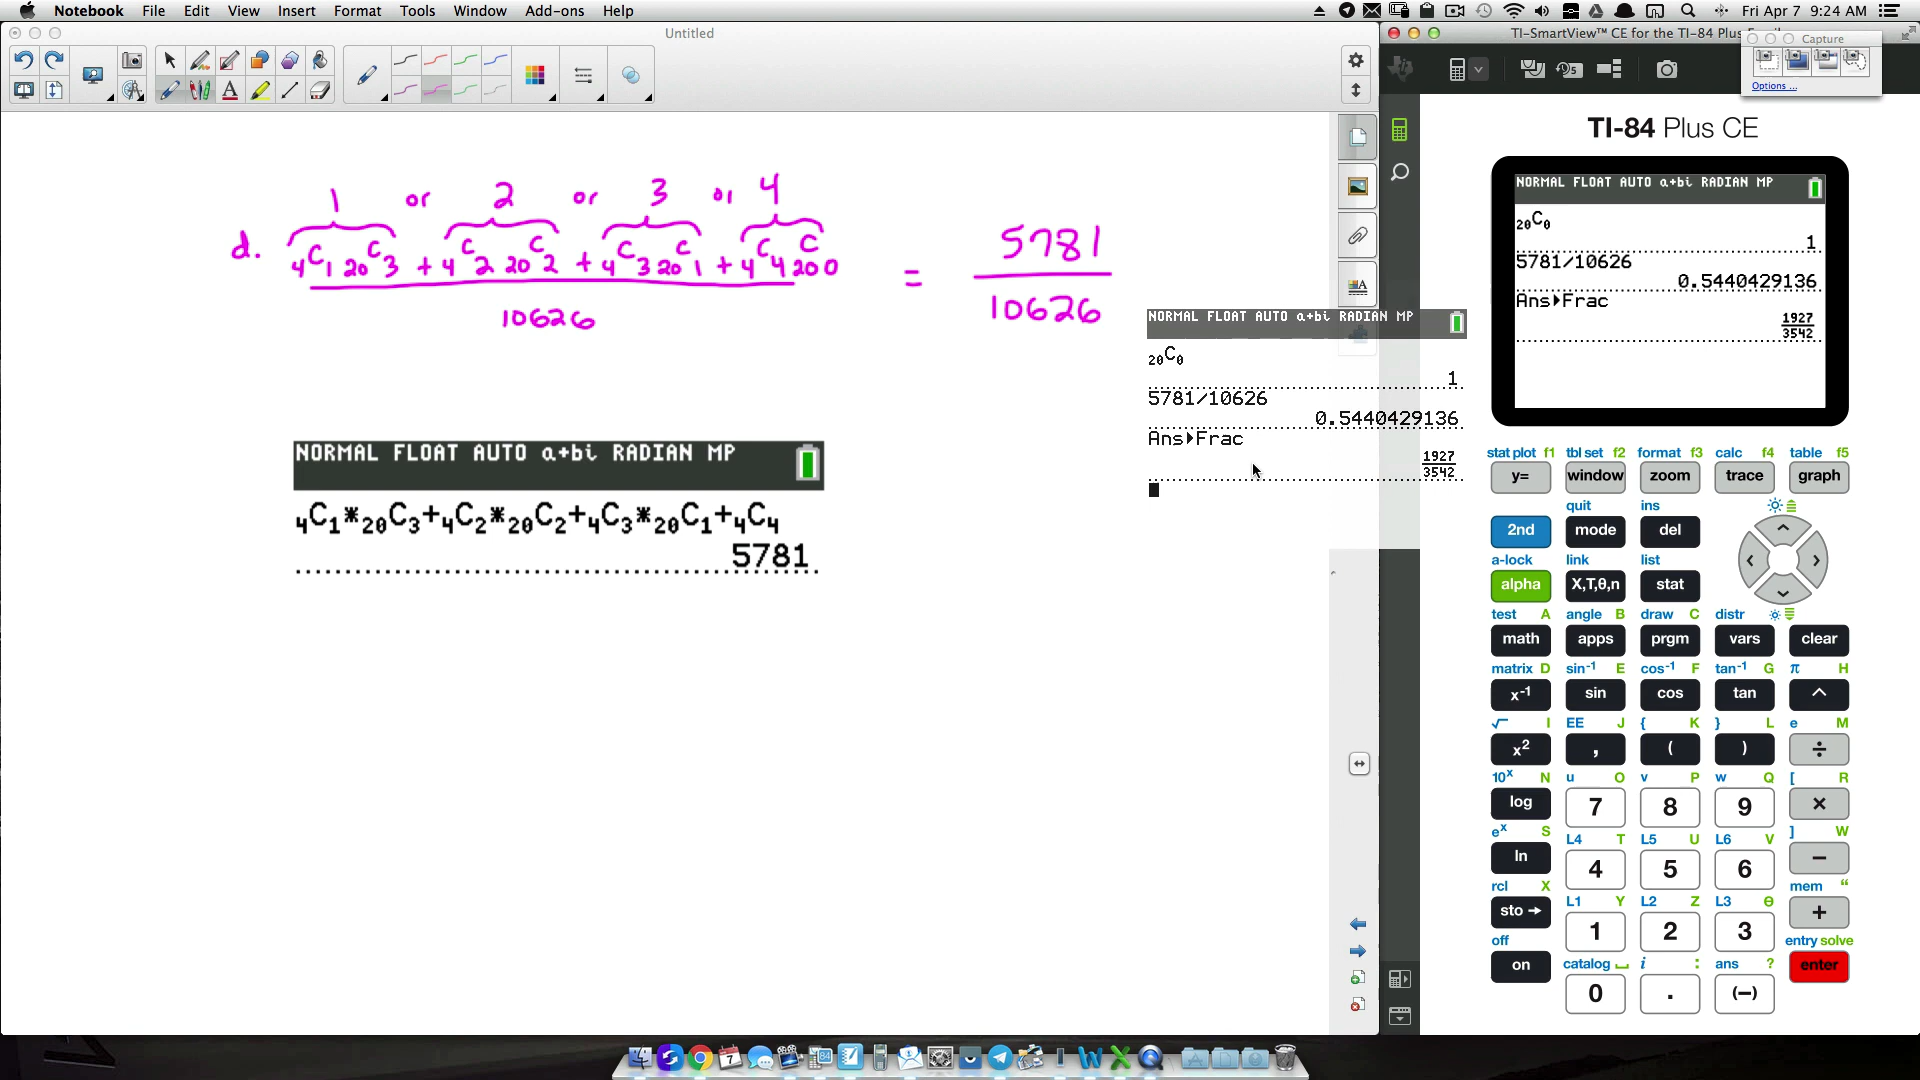 Notebook File Edit View Insert Format Tools Window Add-ons Help Fri Apr 7 9:24 AM
Untitled
TI-SmartView™ CE for the TI-84 Plus
Capture
Options ...
1 or 2 or 3 or 4
d. 4C1 20C3 + 4C2 20C2 + 4C3 20C1 + 4C4 20C0 = 5781
10626 10626
NORMAL FLOAT AUTO a+bi RADIAN MP
20C0
1
5781/10626
0.5440429136
Ans▸Frac
1927
3542
NORMAL FLOAT AUTO a+bi RADIAN MP
4C1*20C3+4C2*20C2+4C3*20C1+4C4
5781
TI-84 Plus CE
NORMAL FLOAT AUTO a+bi RADIAN MP
20C0
1
5781/10626
0.5440429136
Ans▸Frac
1927
3542
stat plot f1 tbl set f2 format f3 calc f4 table f5
y= window zoom trace graph
quit ins
2nd mode del
a-lock link list
alpha X,T,θ,n stat
test A angle B draw C distr
math apps prgm vars clear
matrix D sin-1 E cos-1 F tan-1 G π H
x-1 sin cos tan ^
√ I EE J { K } L e M
x2 , ( ) ÷
10x N u O v P w Q [ R
log 7 8 9 ×
ex S L4 T L5 U L6 V ] W
ln 4 5 6 −
rcl X L1 Y L2 Z L3 θ mem “
sto → 1 2 3 +
off catalog i : ans ? entry solve
on 0 . (−) enter